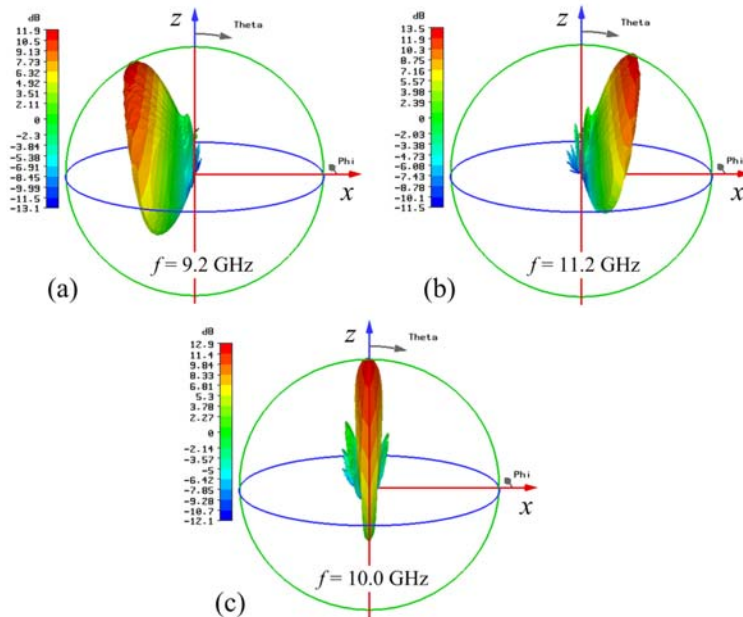 dB
11.9
10.5
9.13
7.72
6.32
4.92
3.51
2.11
0
-2.3
-3.84
-5.38
-6.91
-8.45
-9.99
-11.5
-13.1
z
Theta
Phi
x
f = 9.2 GHz
(a)
dB
13.5
11.9
10.3
8.75
7.16
5.57
3.98
2.39
0
-2.03
-3.38
-4.73
-6.08
-7.43
-8.78
-10.1
-11.5
z
Theta
Phi
x
f = 11.2 GHz
(b)
dB
12.9
11.4
9.84
8.33
6.82
5.3
3.78
2.27
0
-2.14
-3.57
-5
-6.42
-7.85
-9.28
-10.7
-12.1
z
Theta
Phi
x
f = 10.0 GHz
(c)